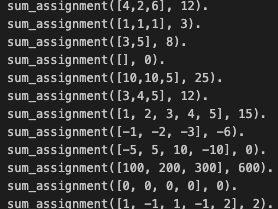 sum_assignment([4,2,6], 12).
sum_assignment([1,1,1], 3).
sum_assignment([3,5], 8).
sum_assignment([], 0).
sum_assignment([10,10,5], 25).
sum_assignment([3,4,5], 12).
sum_assignment([1, 2, 3, 4, 5], 15).
sum_assignment([-1, -2, -3], -6).
sum_assignment([-5, 5, 10, -10], 0).
sum_assignment([100, 200, 300], 600).
sum_assignment([0, 0, 0, 0], 0).
sum_assignment([1, -1, 1, -1, 2], 2).